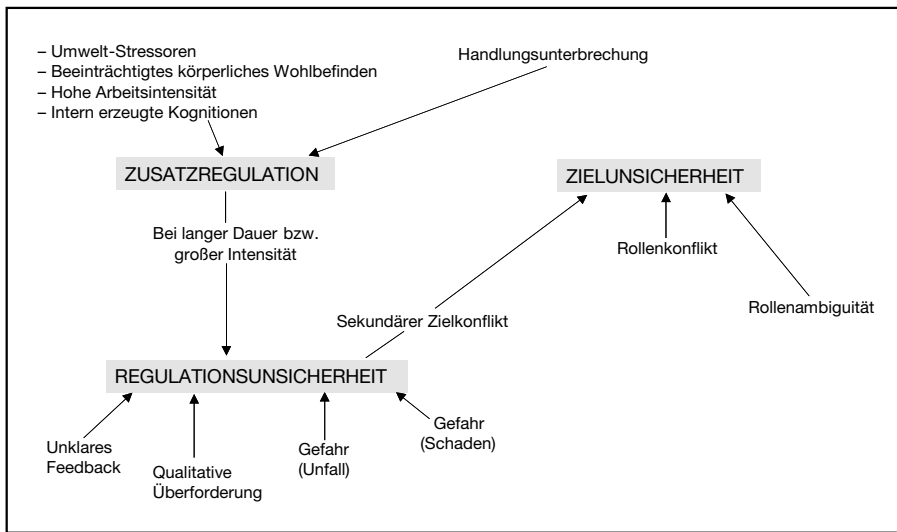 – Umwelt-Stressoren
– Beeinträchtigtes körperliches Wohlbefinden
– Hohe Arbeitsintensität
– Intern erzeugte Kognitionen
Handlungsunterbrechung
ZUSATZREGULATION
ZIELUNSICHERHEIT
Bei langer Dauer bzw.
großer Intensität
Rollenkonflikt
Rollenambiguität
Sekundärer Zielkonflikt
REGULATIONSUNSICHERHEIT
Unklares
Feedback
Qualitative
Überforderung
Gefahr
(Unfall)
Gefahr
(Schaden)